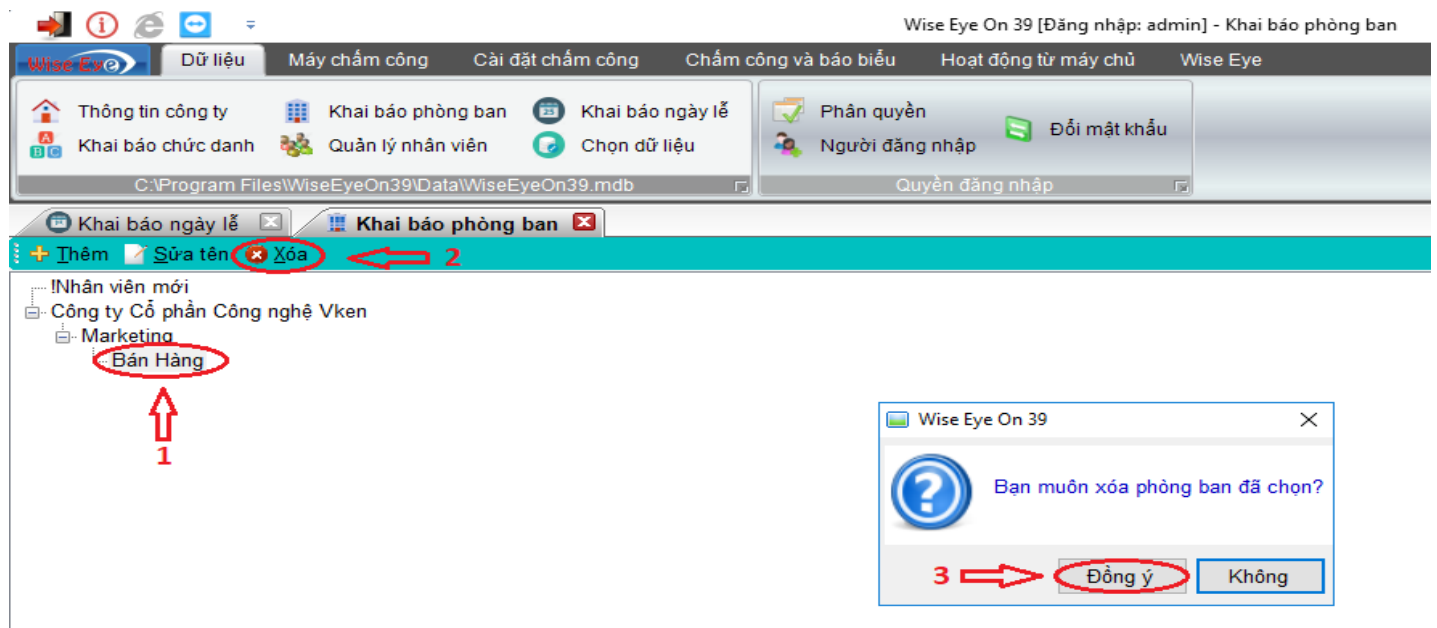 Wise Eye On 39 [Đăng nhập: admin] - Khai báo phòng ban
Wise Eye Dữ liệu Máy chấm công Cài đặt chấm công Chấm công và báo biểu Hoạt động từ máy chủ Wise Eye
Thông tin công ty Khai báo phòng ban 25 Khai báo ngày lễ Phân quyền
Đổi mật khẩu
A B C Khai báo chức danh Quản lý nhân viên Chọn dữ liệu Người đăng nhập
C:\Program Files\WiseEyeOn39\Data\WiseEyeOn39.mdb Quyền đăng nhập
Khai báo ngày lễ Khai báo phòng ban
Thêm Sửa tên Xóa 2
!Nhân viên mới
Công ty Cổ phần Công nghệ Vken
Marketing
Bán Hàng
1
Wise Eye On 39
Bạn muôn xóa phòng ban đã chọn?
3 Đồng ý Không